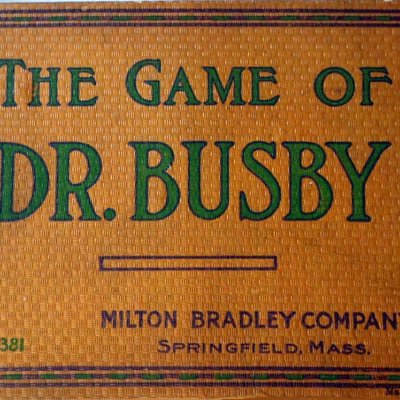 THE GAME OF
DR. BUSBY
MILTON BRADLEY COMPANY
SPRINGFIELD, MASS.
381